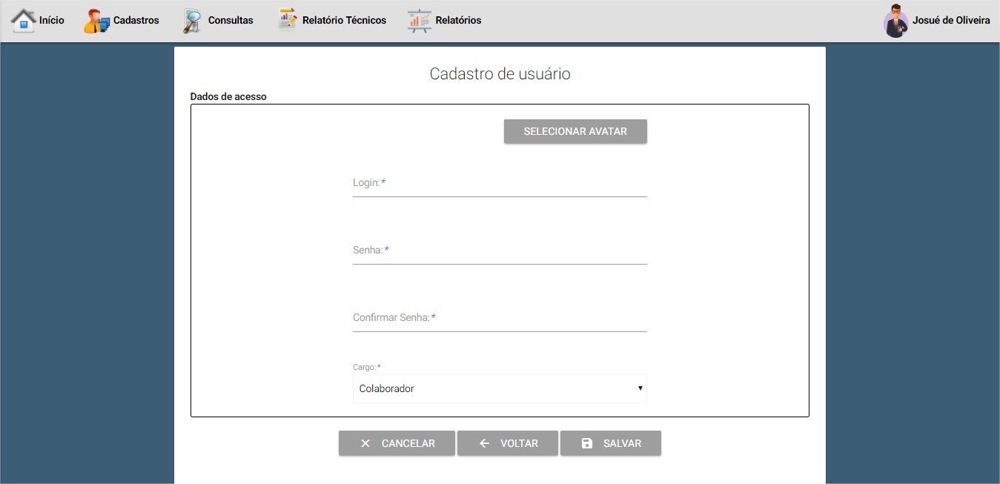 Início Cadastros Consultas Relatório Técnicos Relatórios Josué de Oliveira
Cadastro de usuário
Dados de acesso
SELECIONAR AVATAR
Login:*
Senha:*
Confirmar Senha:*
Cargo:*
Colaborador
CANCELAR VOLTAR SALVAR